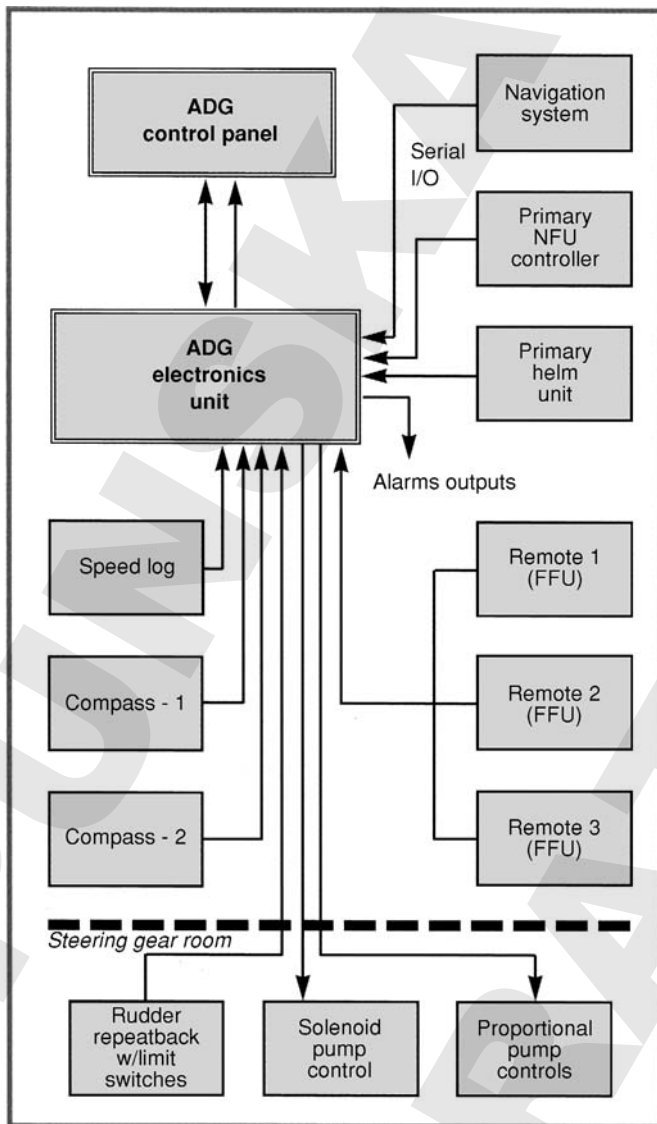 ADG
control panel
Navigation
system
Serial
I/O
Primary
NFU
controller
ADG
electronics
unit
Primary
helm
unit
Alarms outputs
Speed log
Remote 1
(FFU)
Compass - 1
Remote 2
(FFU)
Compass - 2
Remote 3
(FFU)
Steering gear room
Rudder
repeatback
w/limit
switches
Solenoid
pump
control
Proportional
pump
controls